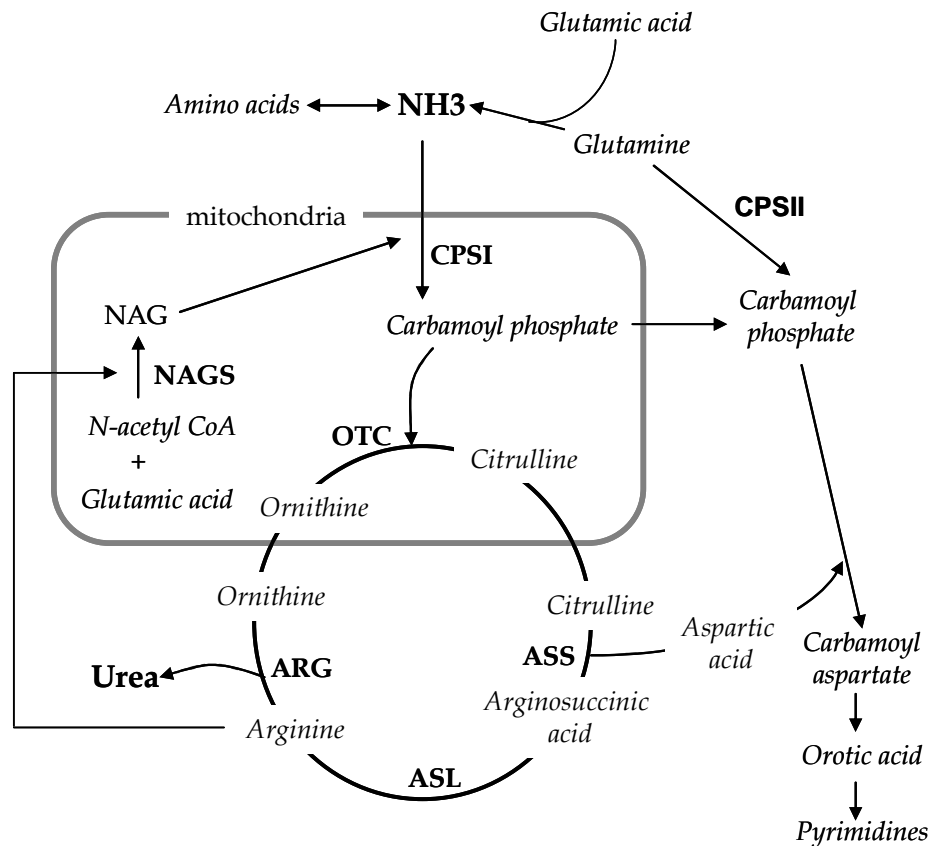 Glutamic acid
Amino acids
NH3
Glutamine
CPSII
mitochondria
CPSI
NAG
Carbamoyl phosphate
Carbamoyl
phosphate
NAGS
N-acetyl CoA
+
Glutamic acid
OTC
Citrulline
Ornithine
Ornithine
Citrulline
Aspartic
acid
Carbamoyl
aspartate
ASS
ARG
Urea
Arginosuccinic
acid
Arginine
Orotic acid
ASL
Pyrimidines